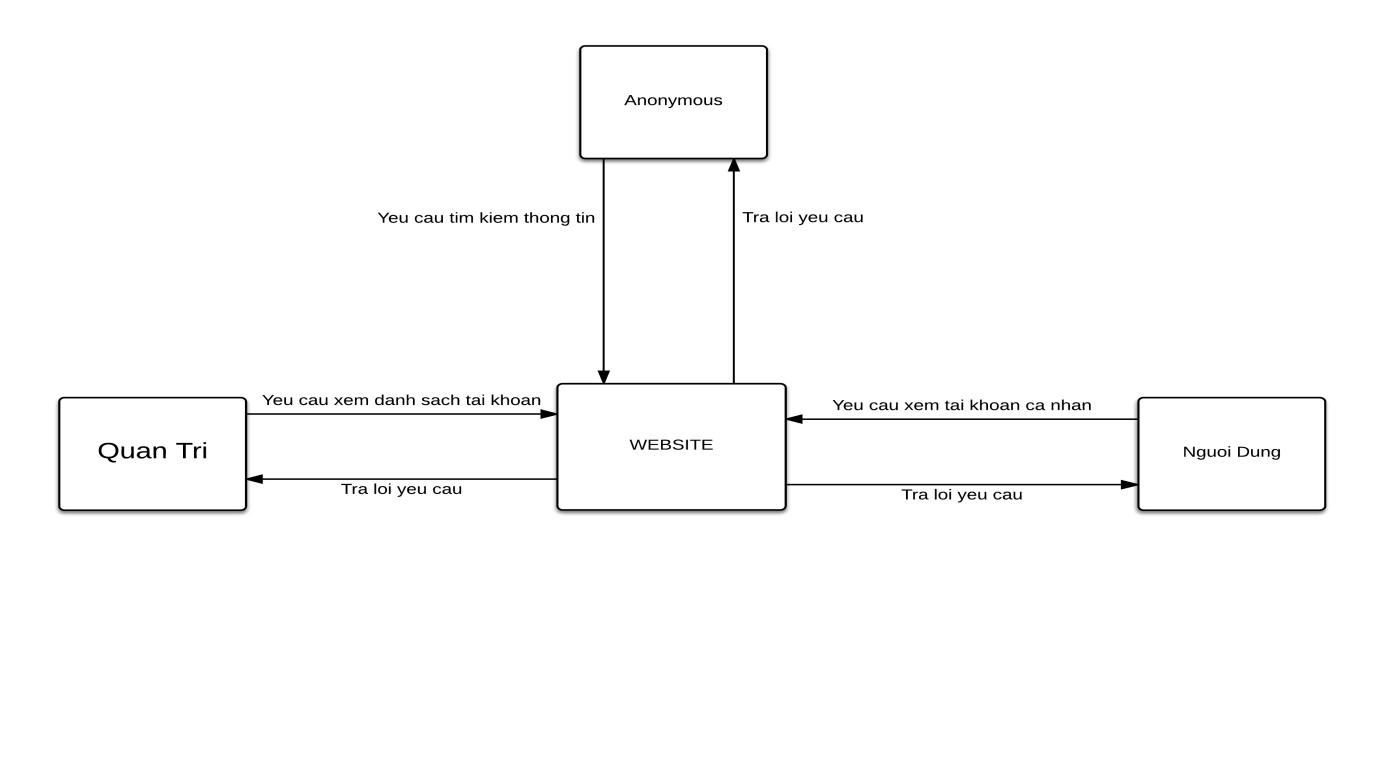 Anonymous
Yeu cau tim kiem thong tin
Tra loi yeu cau
Yeu cau xem danh sach tai khoan
Yeu cau xem tai khoan ca nhan
Quan Tri
WEBSITE
Nguoi Dung
Tra loi yeu cau
Tra loi yeu cau